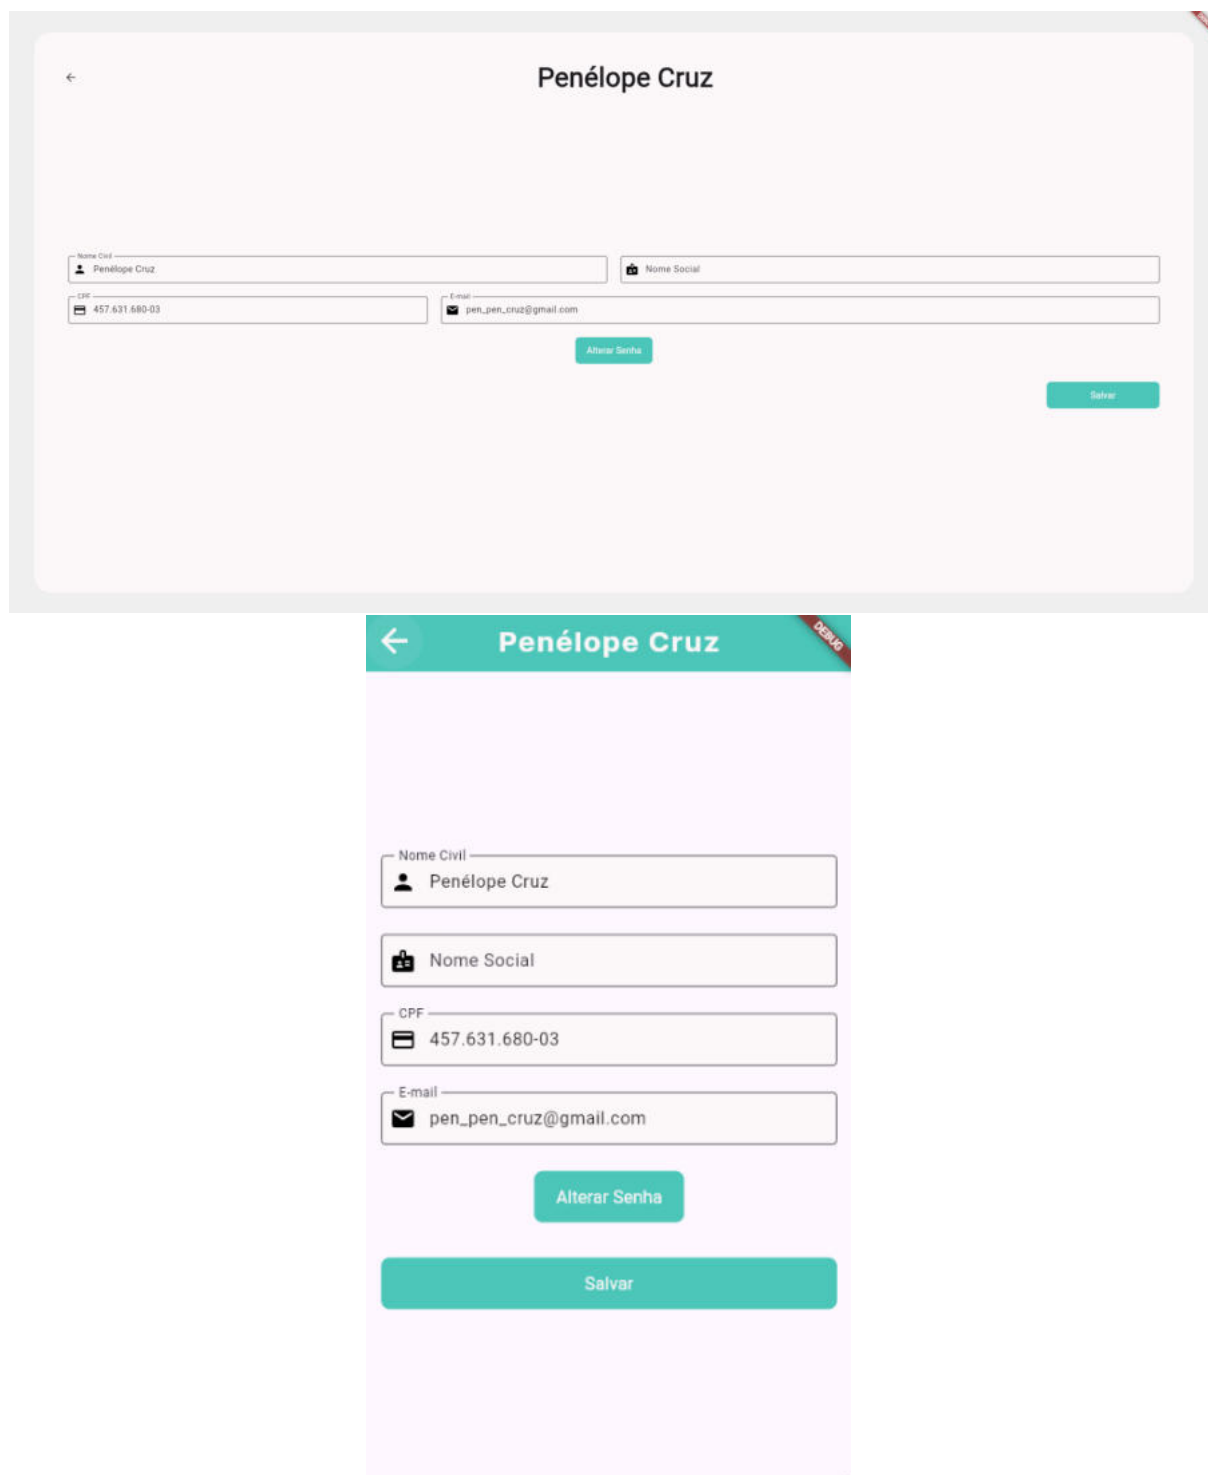 Penélope Cruz
Nome Civil
Penélope Cruz
Nome Social
CPF
457.631.680-03
E-mail
pen_pen_cruz@gmail.com
Alterar Senha
Salvar
Penélope Cruz
DEBUG
Nome Civil
Penélope Cruz
Nome Social
CPF
457.631.680-03
E-mail
pen_pen_cruz@gmail.com
Alterar Senha
Salvar